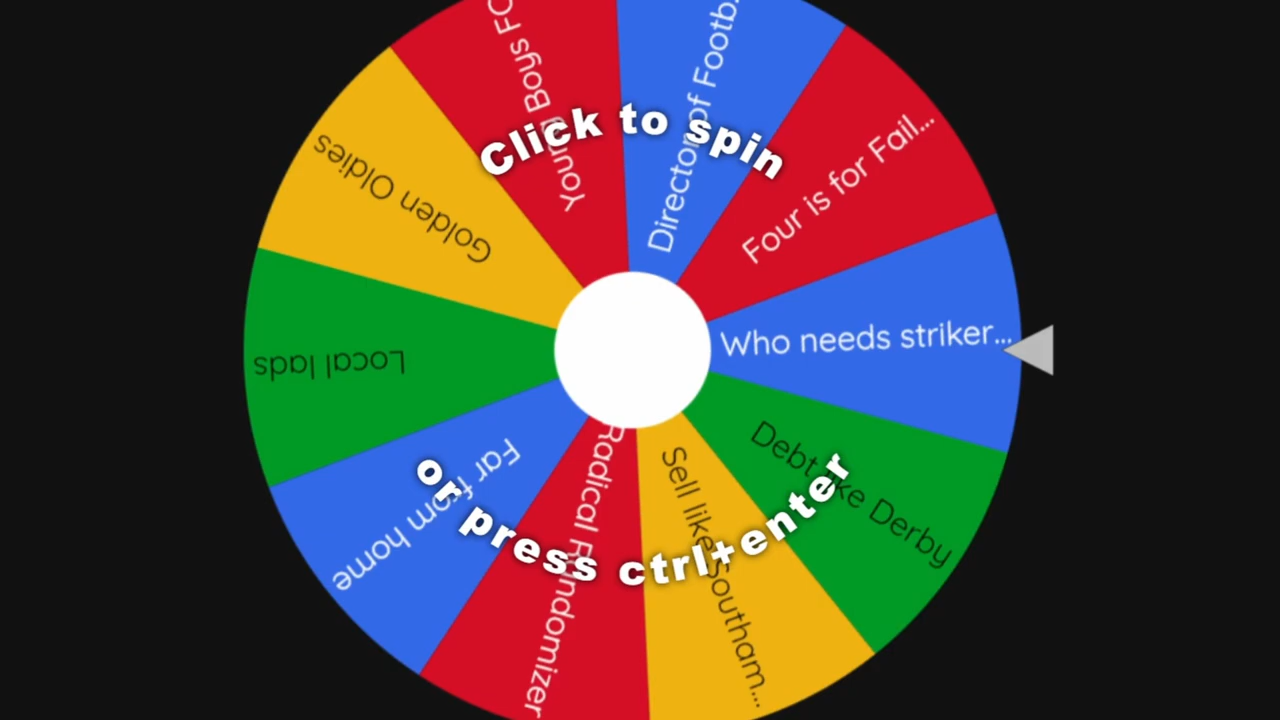 Click to spin
or press ctrl+enter
Young Boys FC
Director of Footb.
Four is for Fail...
Who needs striker...
Debt like Derby
Sell like Southam...
Radical Randomizer
Far from home
Local lads
Golden Oldies